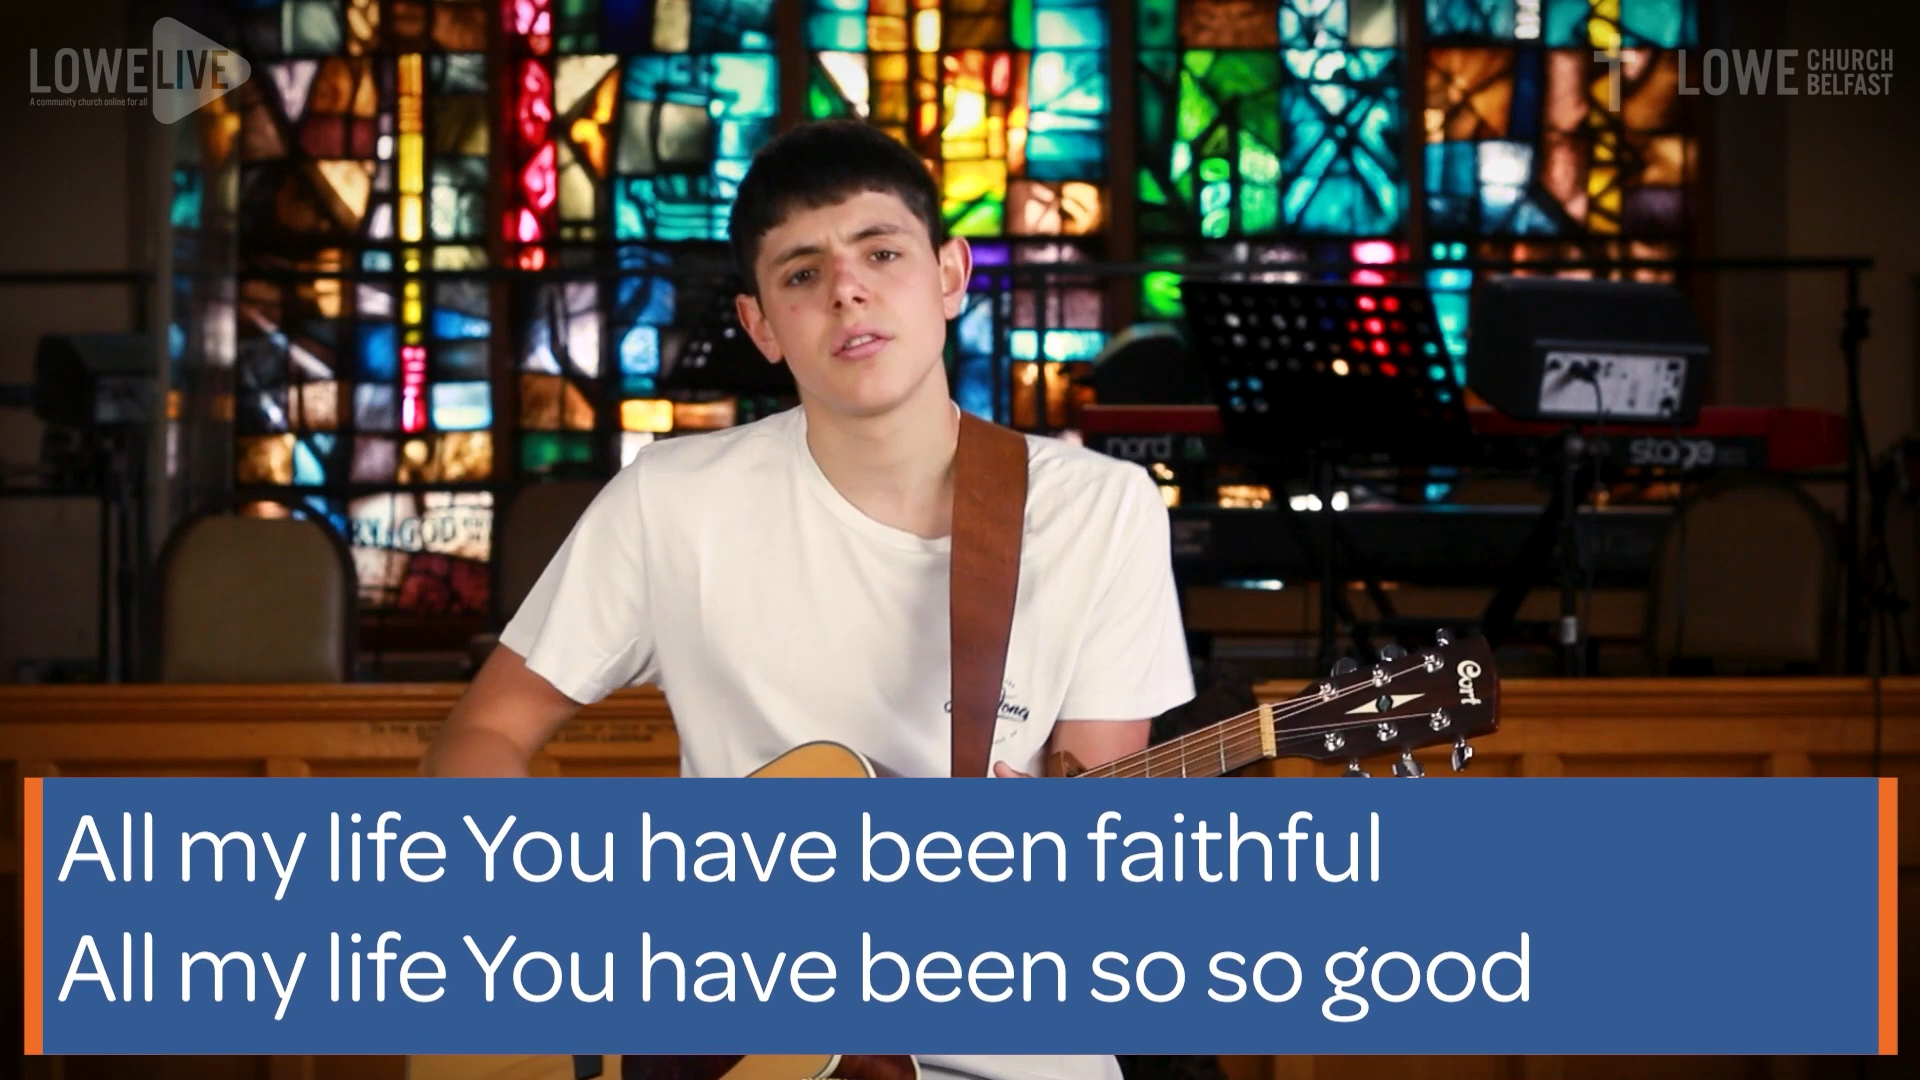 LOWE LIVE
A community church online for all
LOWE CHURCH BELFAST
nord
stage
GOD W
Cort
All my life You have been faithful
All my life You have been so so good